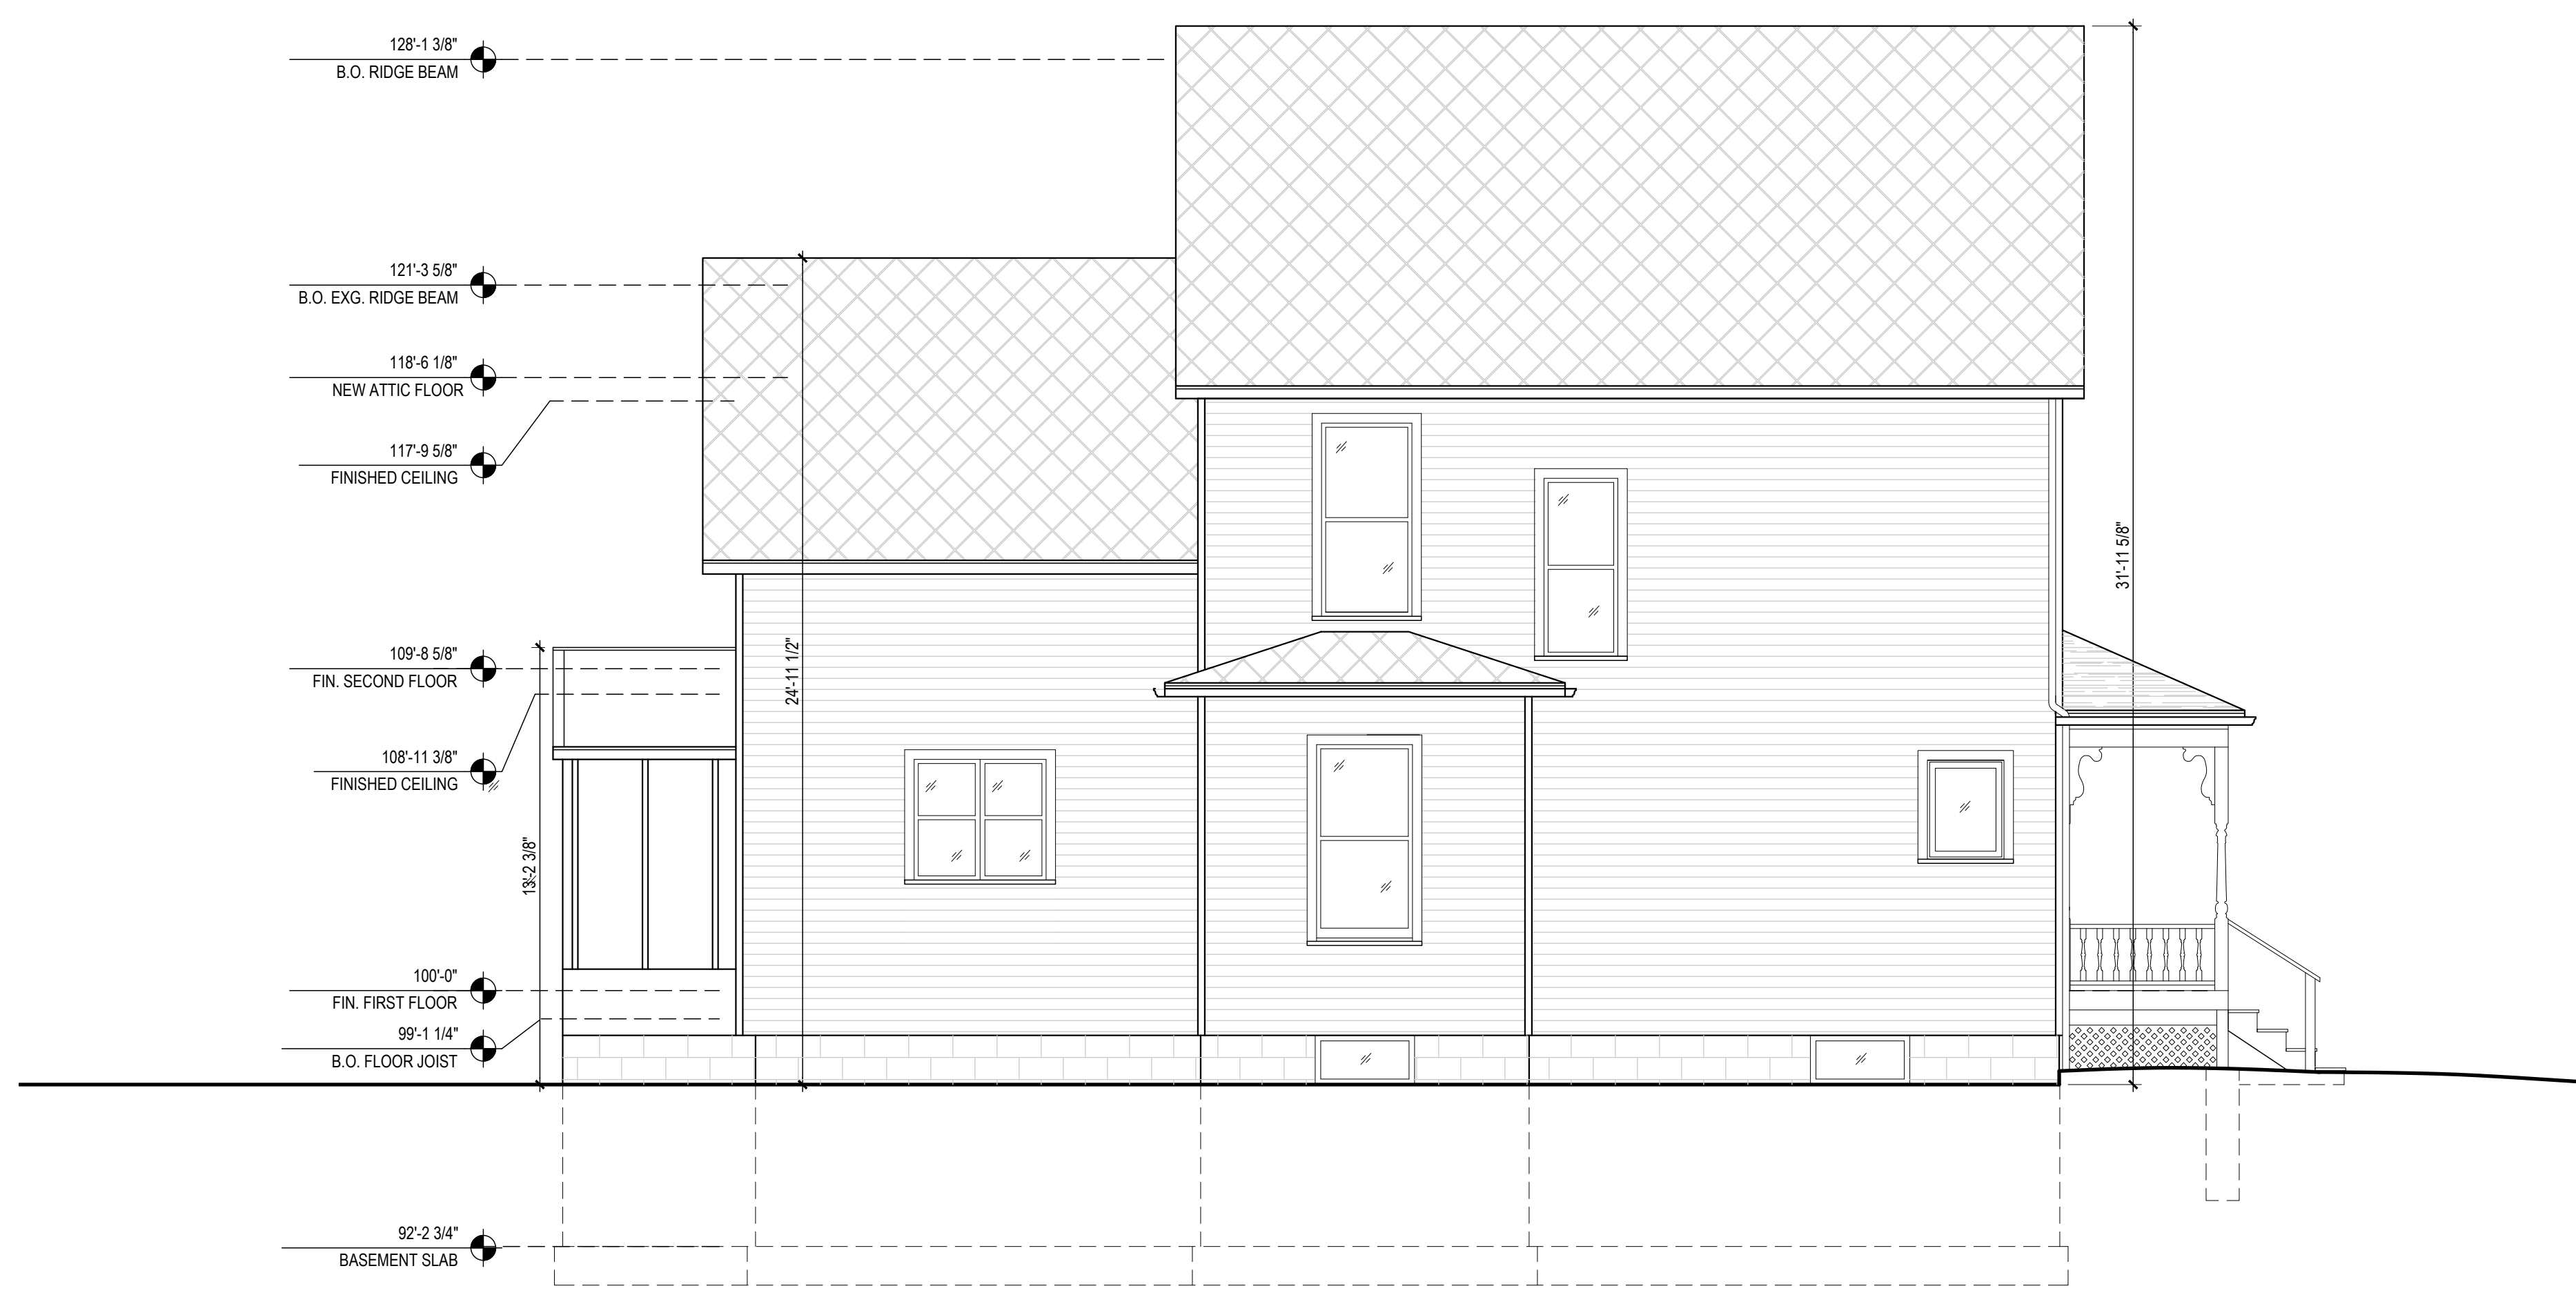 128'-1 3/8"
B.O. RIDGE BEAM
121'-3 5/8"
B.O. EXG. RIDGE BEAM
118'-6 1/8"
NEW ATTIC FLOOR
117'-9 5/8"
FINISHED CEILING
109'-8 5/8"
FIN. SECOND FLOOR
108'-11 3/8"
FINISHED CEILING
100'-0"
FIN. FIRST FLOOR
99'-1 1/4"
B.O. FLOOR JOIST
92'-2 3/4"
BASEMENT SLAB
13'-2 3/8"
24'-11 1/2"
31'-11 5/8"